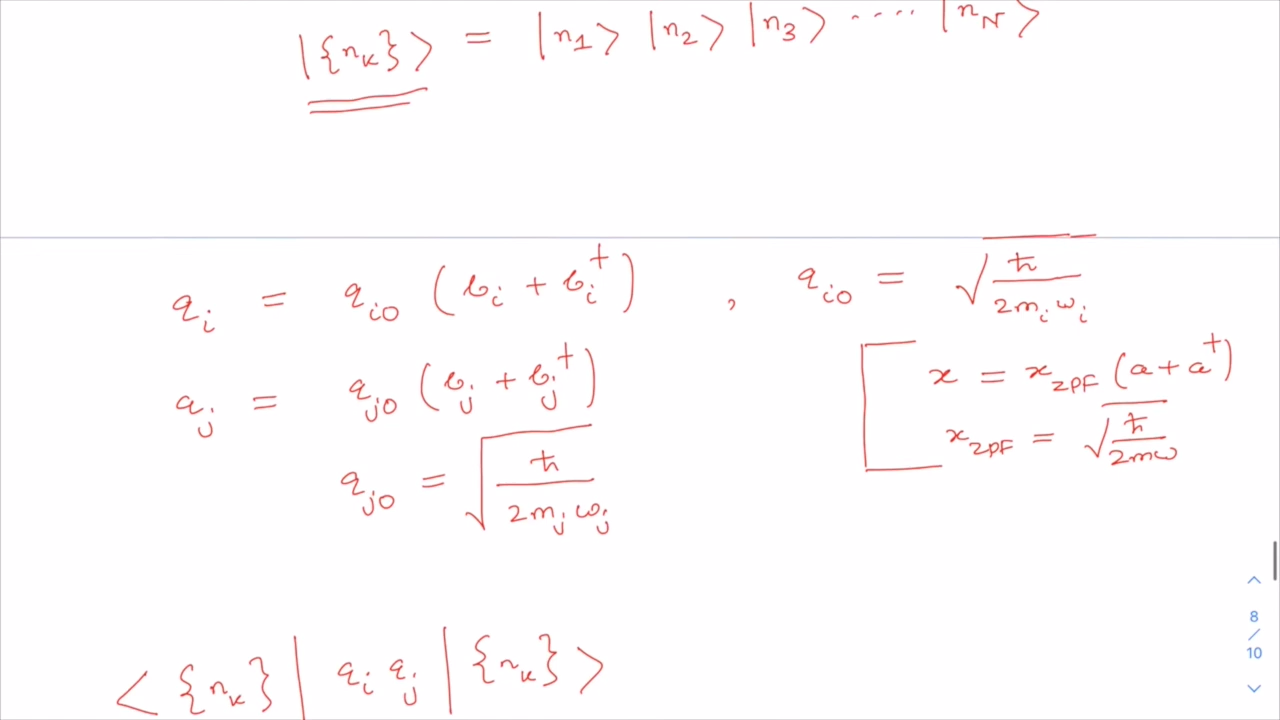 |{n_k}⟩ = |n_1⟩ |n_2⟩ |n_3⟩ ---- |n_N⟩
q_i = q_{i0} (b_i + b_i^†) , q_{i0} = √(ħ / 2m_i ω_i)
q_j = q_{j0} (b_j + b_j^†)
x = x_{ZPF} (a + a^†)
q_{j0} = √(ħ / 2m_j ω_j)
x_{ZPF} = √(ħ / 2mω)
⟨{n_k}| q_i q_j |{n_k}⟩
8
/
10